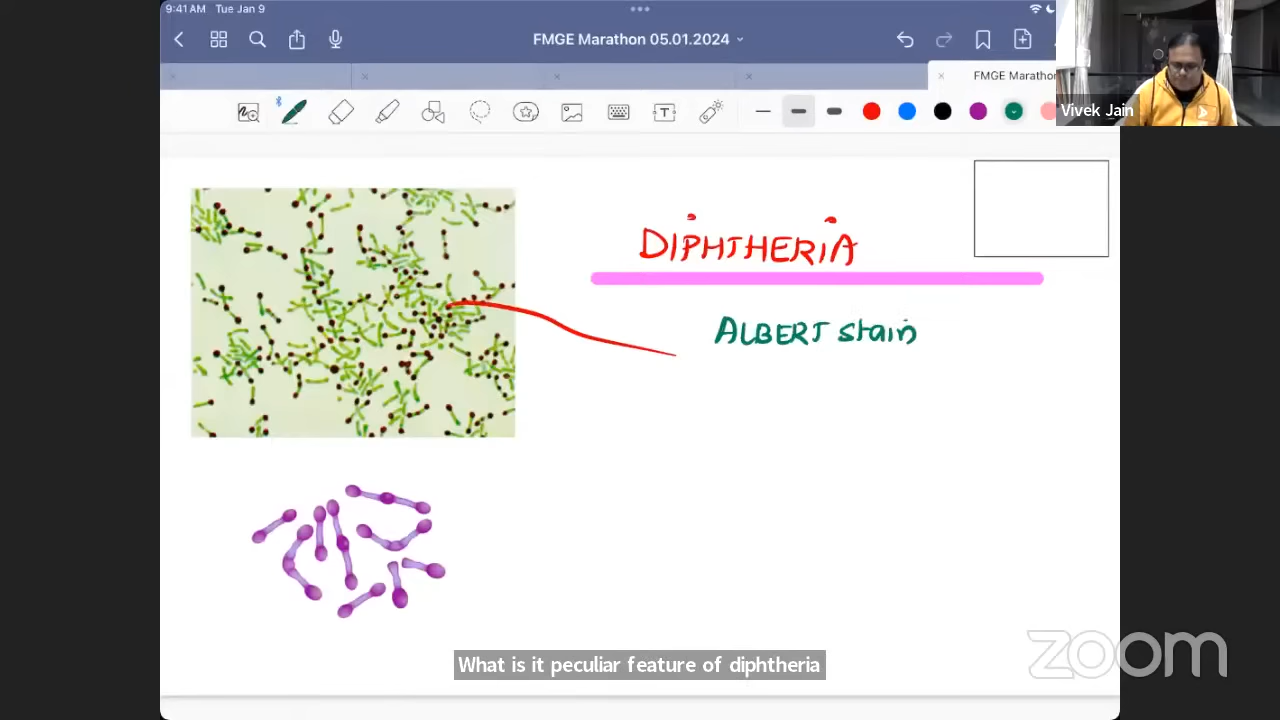 9:41 AM Tue Jan 9
FMGE Marathon 05.01.2024
FMGE Marathon
Vivek Jain
DIPHTHERIA
ALBERT stain
What is it peculiar feature of diphtheria
zoom